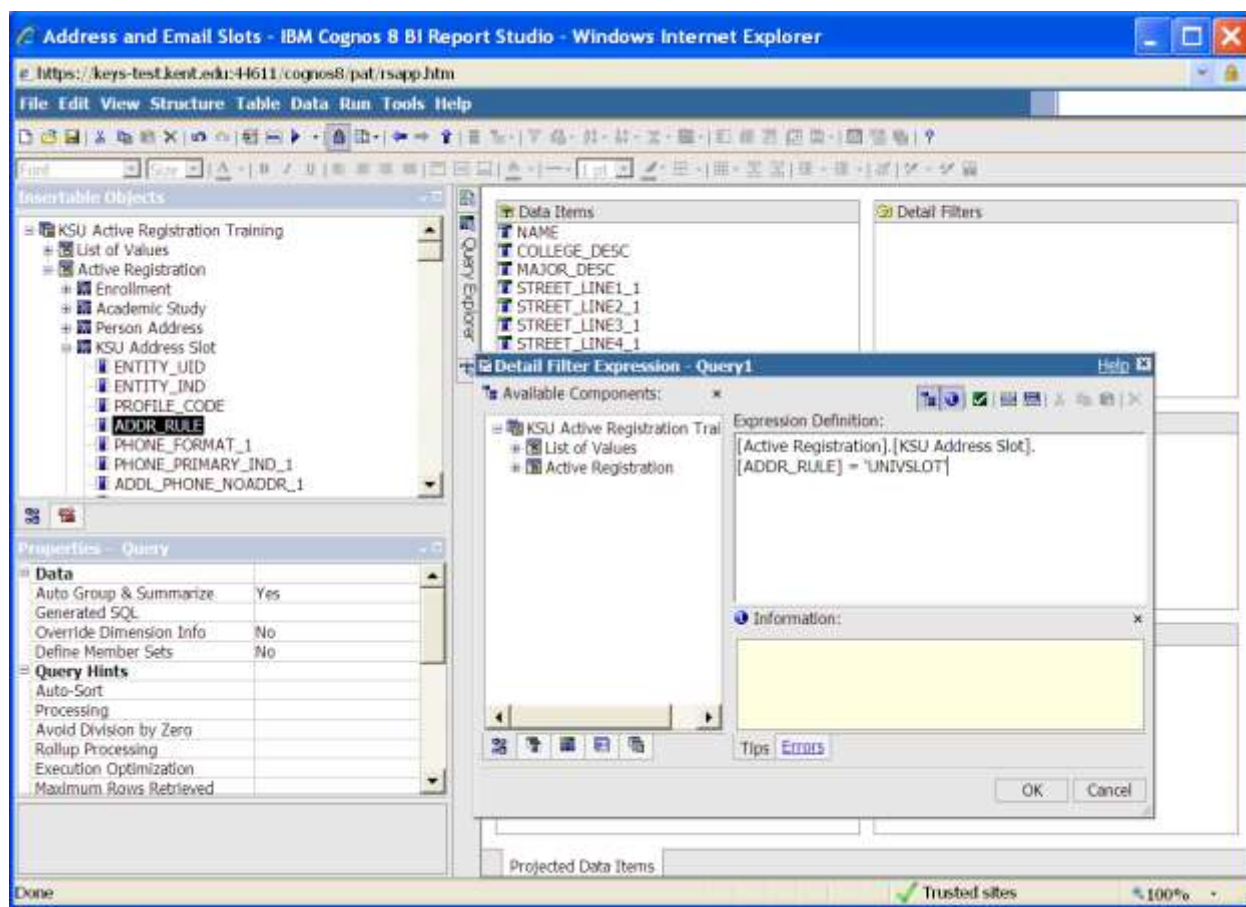 Address and Email Slots - IBM Cognos 8 BI Report Studio - Windows Internet Explorer
https://keys-test.kent.edu:44611/cognos8/pat/rsapp.htm
File Edit View Structure Table Data Run Tools Help
Font Size 1 pt
Insertable Objects
KSU Active Registration Training
List of Values
Active Registration
Enrollment
Academic Study
Person Address
KSU Address Slot
ENTITY_UID
ENTITY_IND
PROFILE_CODE
ADDR_RULE
PHONE_FORMAT_1
PHONE_PRIMARY_IND_1
ADDL_PHONE_NOADDR_1
Properties - Query
Data
Auto Group & Summarize Yes
Generated SQL
Override Dimension Info No
Define Member Sets No
Query Hints
Auto-Sort
Processing
Avoid Division by Zero
Rollup Processing
Execution Optimization
Maximum Rows Retrieved
Query Explorer
Data Items
NAME
COLLEGE_DESC
MAJOR_DESC
STREET_LINE1_1
STREET_LINE2_1
STREET_LINE3_1
STREET_LINE4_1
Detail Filters
Detail Filter Expression - Query1 Help
Available Components:
KSU Active Registration Trai
List of Values
Active Registration
Expression Definition:
[Active Registration].[KSU Address Slot].
[ADDR_RULE] = 'UNIVSLOT'
Information:
Tips Errors
OK Cancel
Projected Data Items
Done Trusted sites 100%